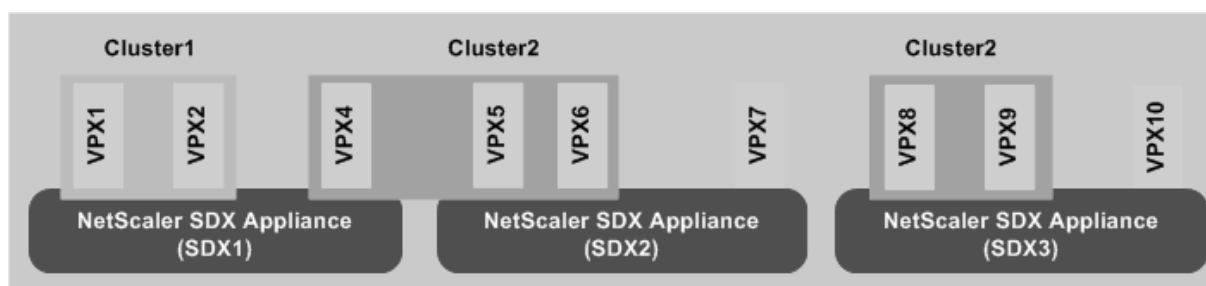 Cluster1
Cluster2
Cluster2
VPX1
VPX2
VPX4
VPX5
VPX6
VPX7
VPX8
VPX9
VPX10
NetScaler SDX Appliance
(SDX1)
NetScaler SDX Appliance
(SDX2)
NetScaler SDX Appliance
(SDX3)